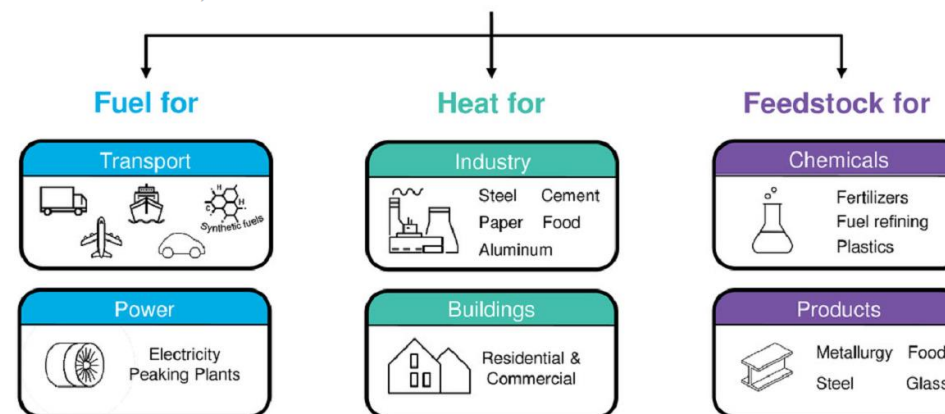 Fuel for
Transport
H
C
H
Synthetic fuels
Power
Electricity
Peaking Plants
Heat for
Industry
Steel Cement
Paper Food
Aluminum
Buildings
Residential &
Commercial
Feedstock for
Chemicals
Fertilizers
Fuel refining
Plastics
Products
Metallurgy Food
Steel Glass